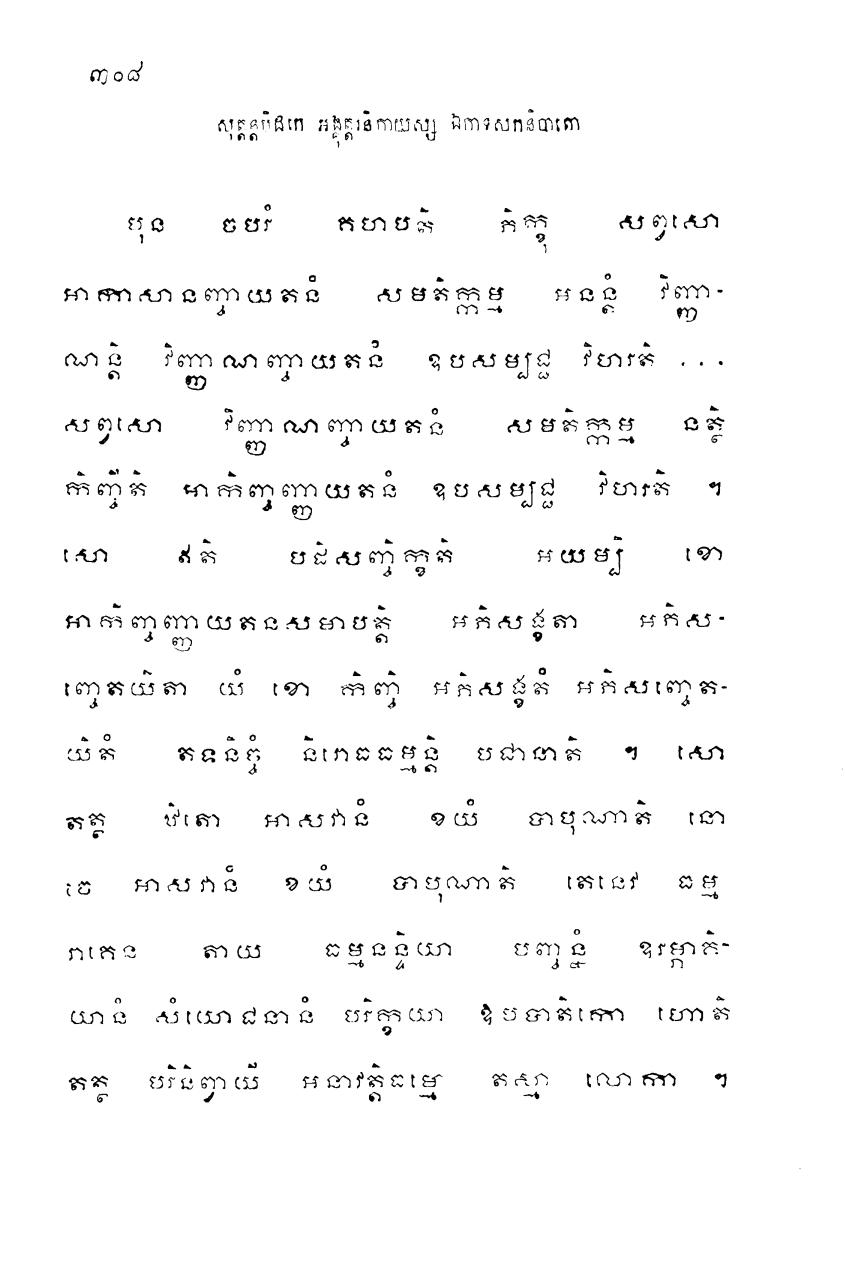 ៣០៨
សុត្តន្តបិដកេ អង្គុត្តរនិកាយស្ស ឯកាទសកនិបាតោ
បុន ចបរំ គហបតិ ភិក្ខុ សព្វសោ
អាកាសានញ្ចាយតនំ សមតិក្កម្ម អនន្តំ វិញ្ញា-
ណន្តិ វិញ្ញាណញ្ចាយតនំ ឧបសម្បជ្ជ វិហរតិ ...
សព្វសោ វិញ្ញាណញ្ចាយតនំ សមតិក្កម្ម នត្ថិ
កិញ្ចីតិ អាកិញ្ចញ្ញាយតនំ ឧបសម្បជ្ជ វិហរតិ ។
សោ ឥតិ បដិសញ្ចិក្ខតិ អយម្បិ ខោ
អាកិញ្ចញ្ញាយតនសមាបត្តិ អភិសង្ខតា អភិស-
ញ្ចេតយិតា យំ ខោ កិញ្ចិ អភិសង្ខតំ អភិសញ្ចេត-
យិតំ តទនិច្ចំ និរោធធម្មន្តិ បជានាតិ ។ សោ
តត្ថ ឋិតោ អាសវានំ ខយំ បាបុណាតិ នោ
ចេ អាសវានំ ខយំ បាបុណាតិ តេនេវ ធម្ម
រាគេន តាយ ធម្មនន្ទិយា បញ្ចន្នំ ឱរម្ភាគិ-
យានំ សំយោជនានំ បរិក្ខយា ឱបបាតិកោ ហោតិ
តត្ថ បរិនិព្វាយី អនាវត្តិធម្មោ តស្មា លោកា ។